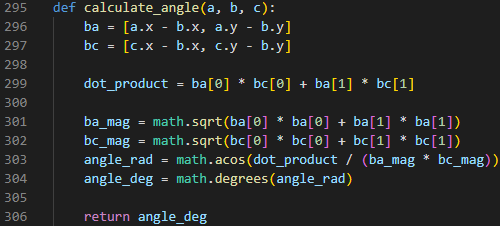 295 def calculate_angle(a, b, c):
296     ba = [a.x - b.x, a.y - b.y]
297     bc = [c.x - b.x, c.y - b.y]
298
299     dot_product = ba[0] * bc[0] + ba[1] * bc[1]
300
301     ba_mag = math.sqrt(ba[0] * ba[0] + ba[1] * ba[1])
302     bc_mag = math.sqrt(bc[0] * bc[0] + bc[1] * bc[1])
303     angle_rad = math.acos(dot_product / (ba_mag * bc_mag))
304     angle_deg = math.degrees(angle_rad)
305
306     return angle_deg